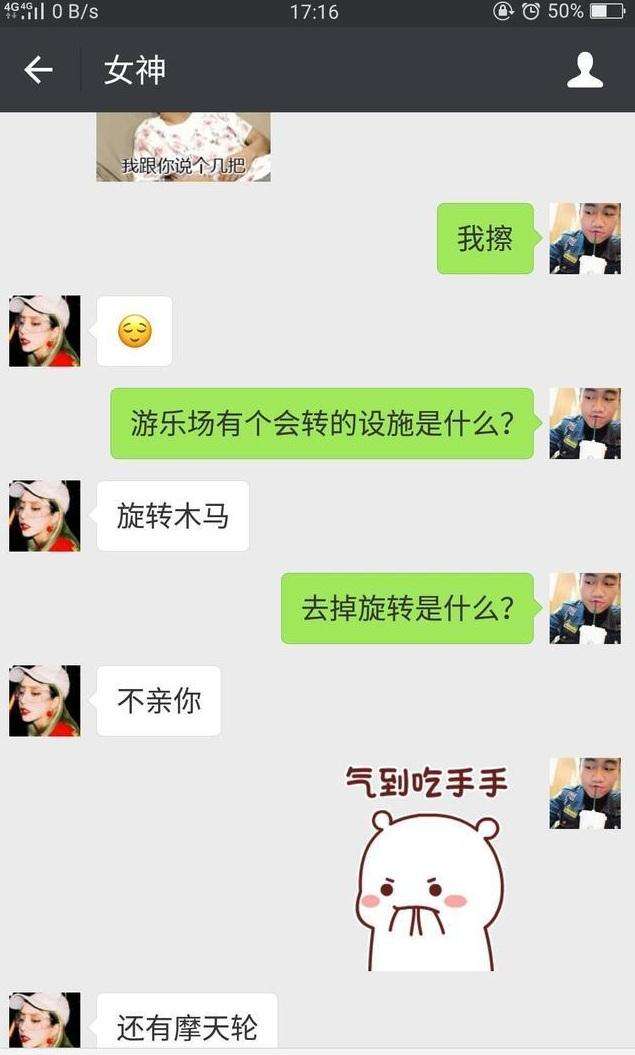 4G 4G 0 B/s 17:16 50%
女神
我跟你说个几把
我擦
游乐场有个会转的设施是什么？
旋转木马
去掉旋转是什么？
不亲你
气到吃手手
还有摩天轮